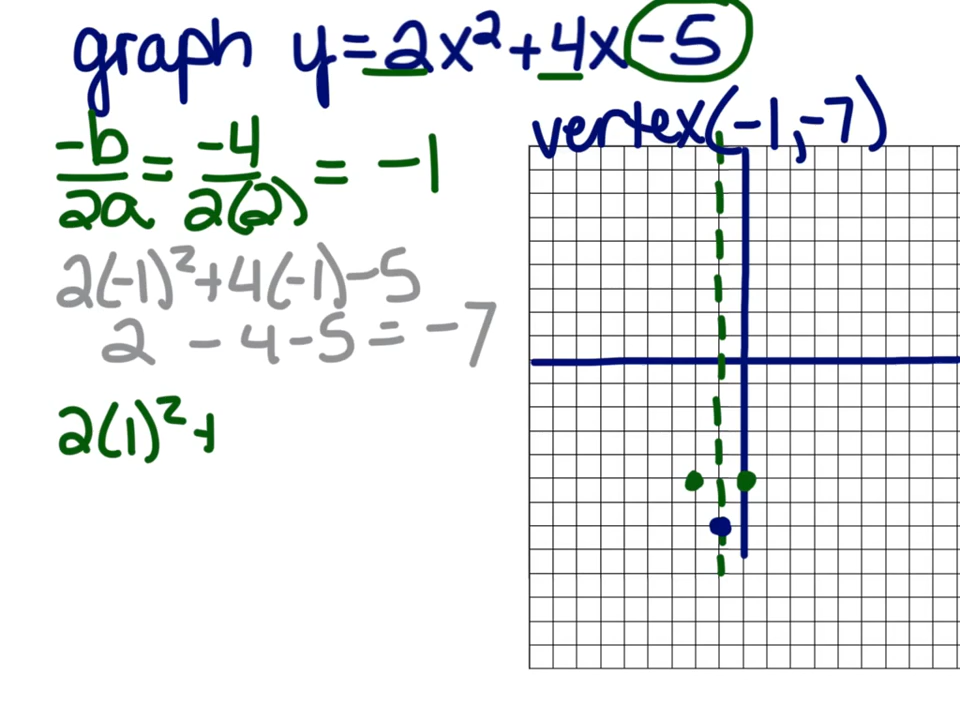 graph y=2x²+4x-5
vertex(-1,-7)
-b/2a = -4/2(2) = -1
2(-1)²+4(-1)-5
2 - 4-5=-7
2(1)²+